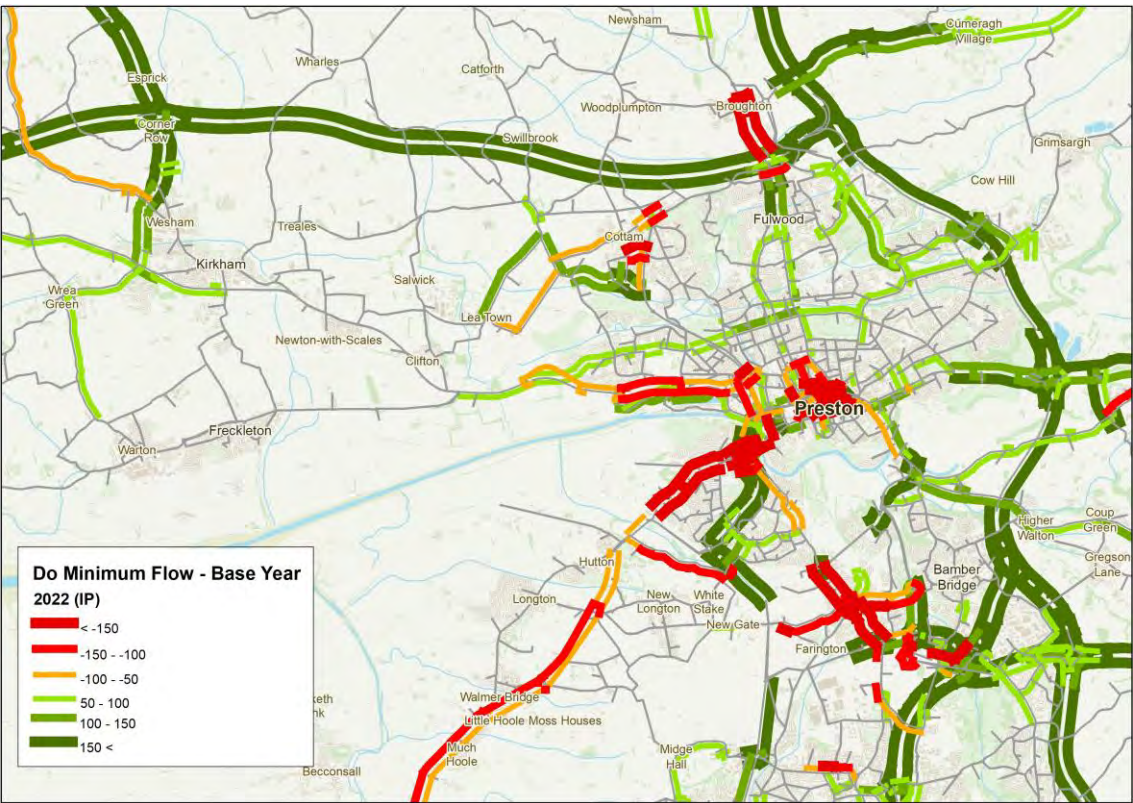 Newsham
Cumeragh
Village
Wharles
Catforth
Esprick
Woodplumpton
Broughton
Corner
Row
Swillbrook
Grimsargh
Cow Hill
Wesham
Fulwood
Treales
Cottam
Kirkham
Salwick
Wrea
Green
Lea Town
Newton-with-Scales
Clifton
Preston
Freckleton
Warton
Higher
Walton
Coup
Green
Gregson
Lane
Hutton
Bamber
Bridge
Longton
New
Longton
White
Stake
New Gate
Farington
Walmer Bridge
Little Hoole Moss Houses
Much
Hoole
Midge
Hall
Becconsall
keth
nk
Do Minimum Flow - Base Year
2022 (IP)
< -150
-150 - -100
-100 - -50
50 - 100
100 - 150
150 <